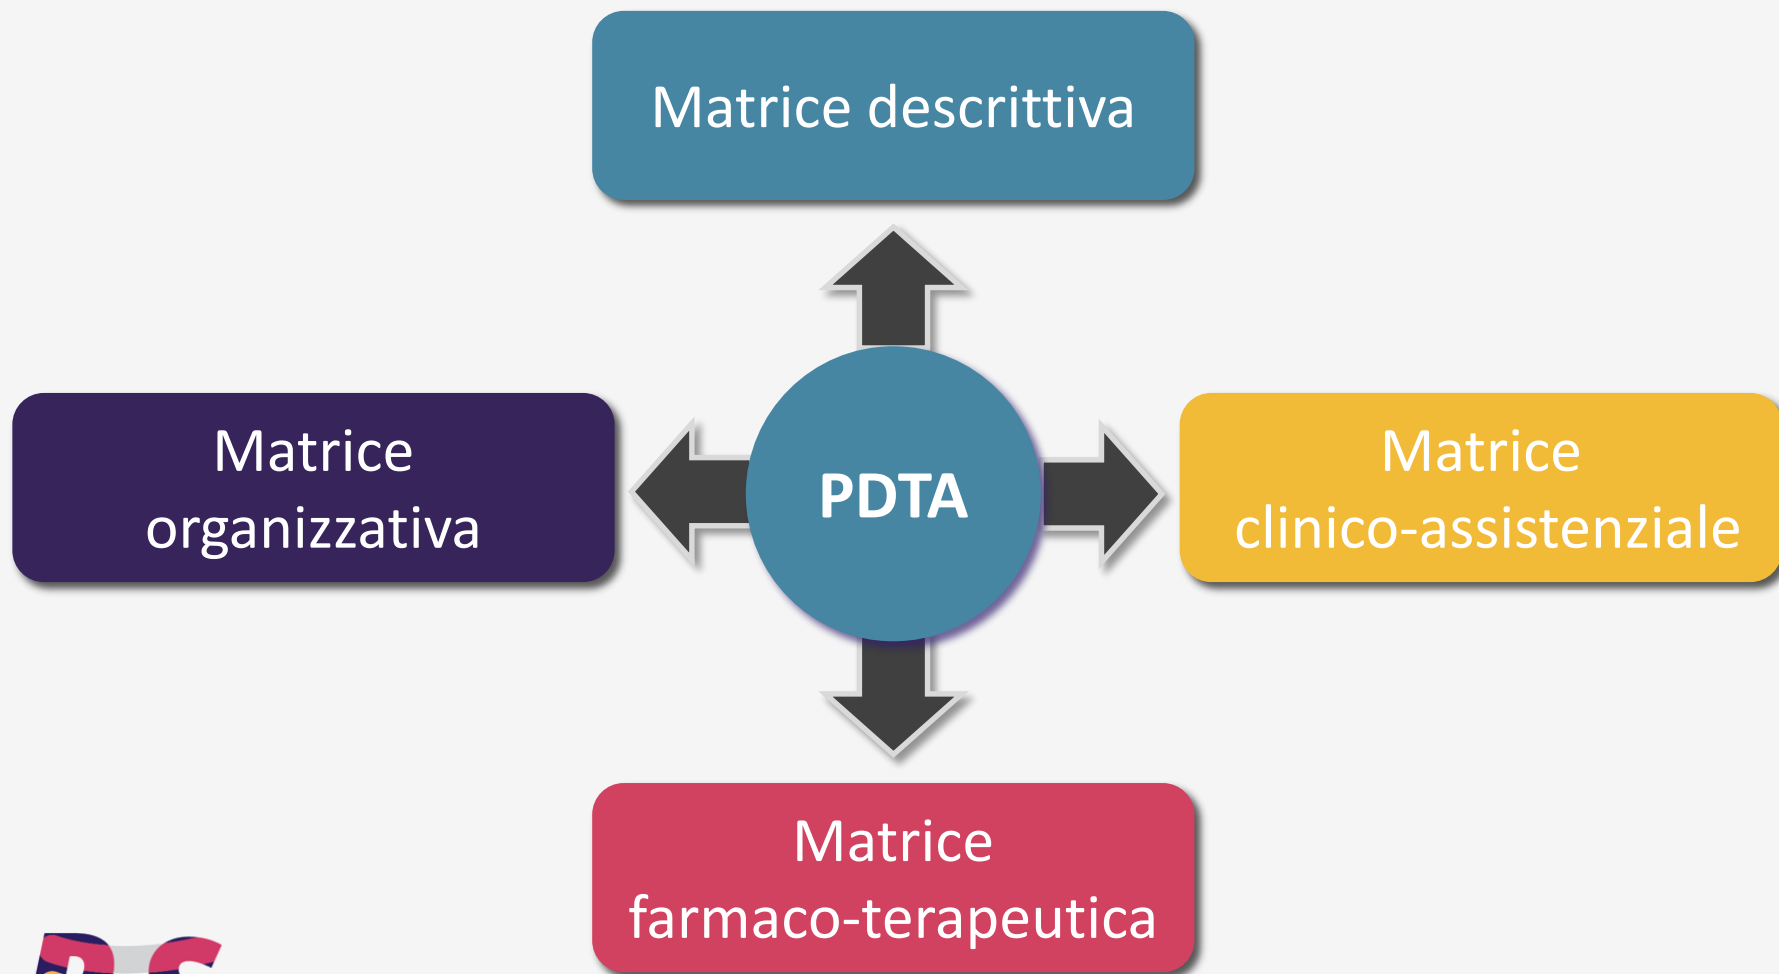 Matrice descrittiva
Matrice
organizzativa
PDTA
Matrice
clinico-assistenziale
Matrice
farmaco-terapeutica